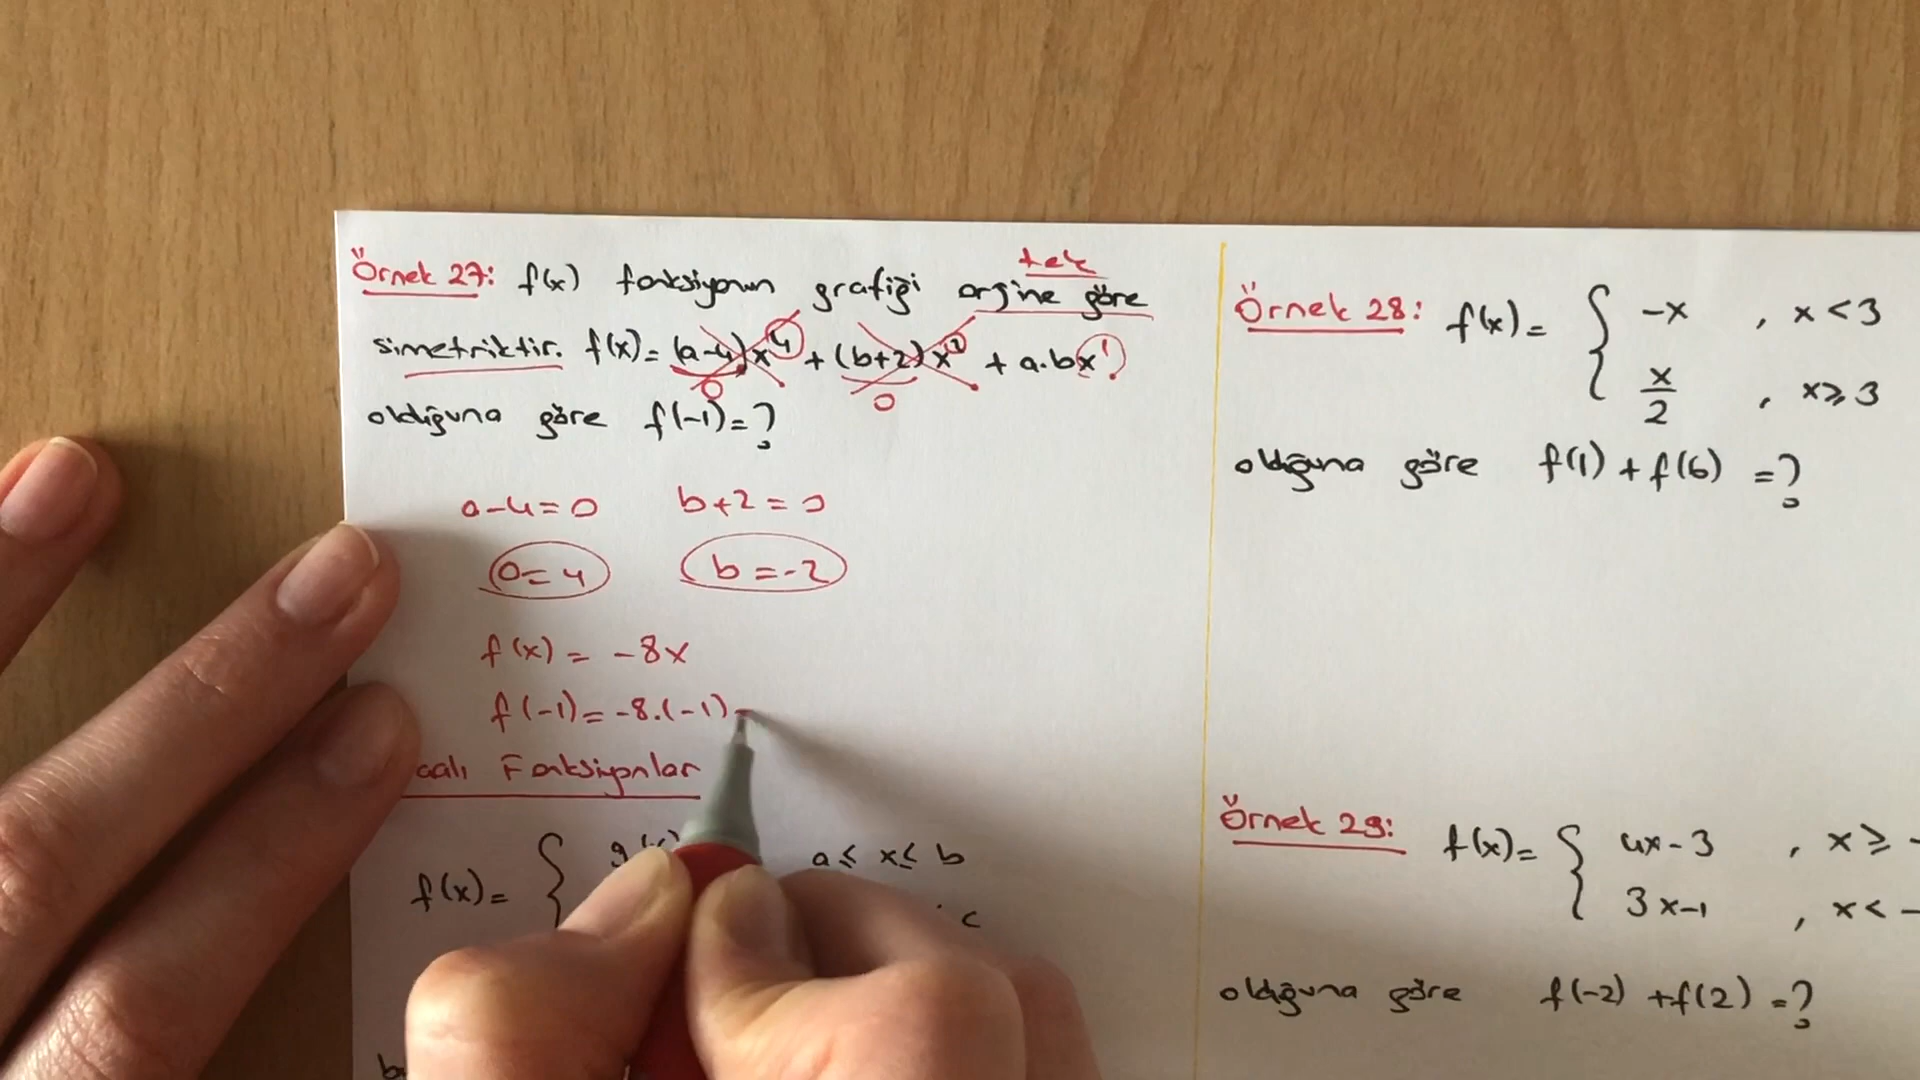 Örnek 27: f(x) fonksiyonun grafiği orjine göre
tek
simetriktir. f(x)= (a-4)x⁴ + (b+2)x² + a.bx¹
0 0
olduğuna göre f(-1)=?
a-4=0 b+2=0
a=4 b=-2
f(x) = -8x
f(-1) = -8.(-1) =
Fonksiyonlar
f(x)= { a ≤ x ≤ b
c
Örnek 28: f(x)= { -x , x<3
x/2 , x≥3
olduğuna göre f(1)+f(6) =?
Örnek 29: f(x)= { 4x-3 , x≥-
3x-1 , x<-
olduğuna göre f(-2)+f(2)=?